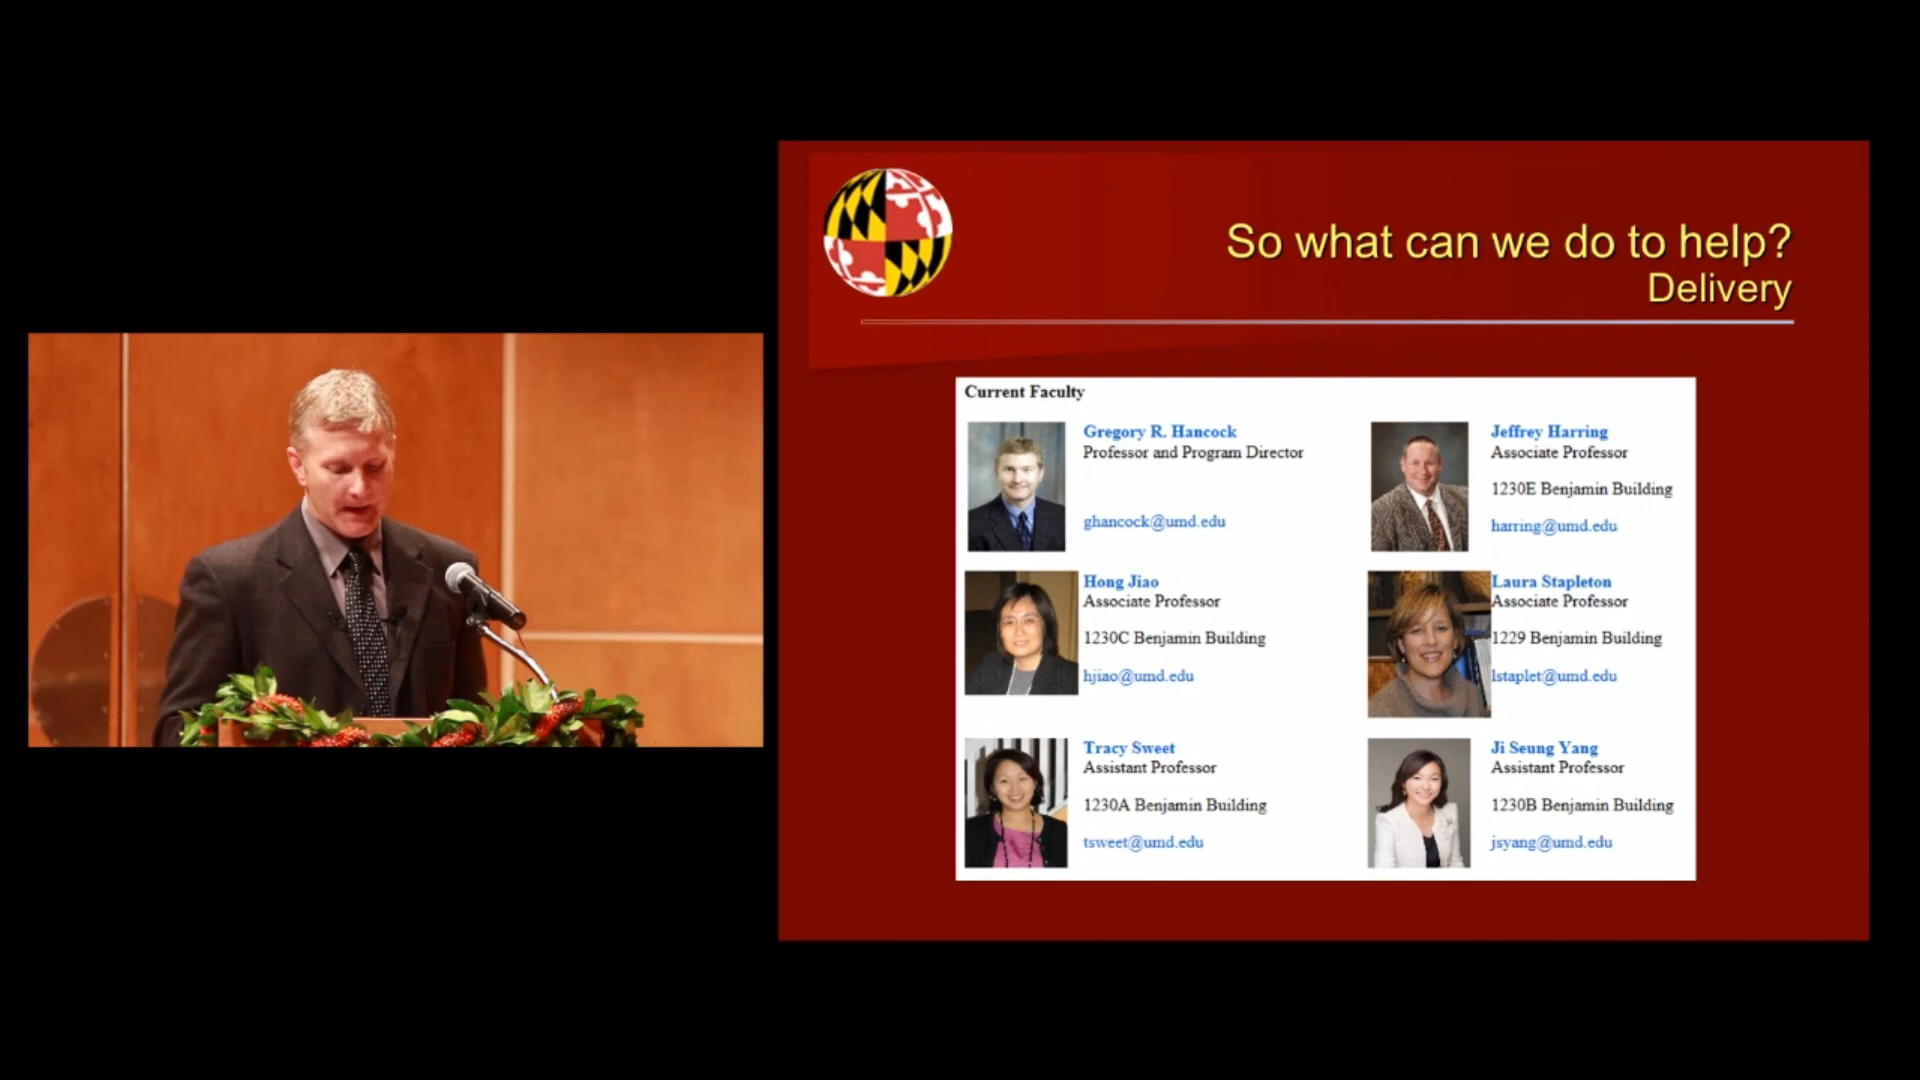 So what can we do to help?
Delivery
Current Faculty
Gregory R. Hancock
Professor and Program Director
ghancock@umd.edu
Jeffrey Harring
Associate Professor
1230E Benjamin Building
harring@umd.edu
Hong Jiao
Associate Professor
1230C Benjamin Building
hjiao@umd.edu
Laura Stapleton
Associate Professor
1229 Benjamin Building
lstaplet@umd.edu
Tracy Sweet
Assistant Professor
1230A Benjamin Building
tsweet@umd.edu
Ji Seung Yang
Assistant Professor
1230B Benjamin Building
jsyang@umd.edu